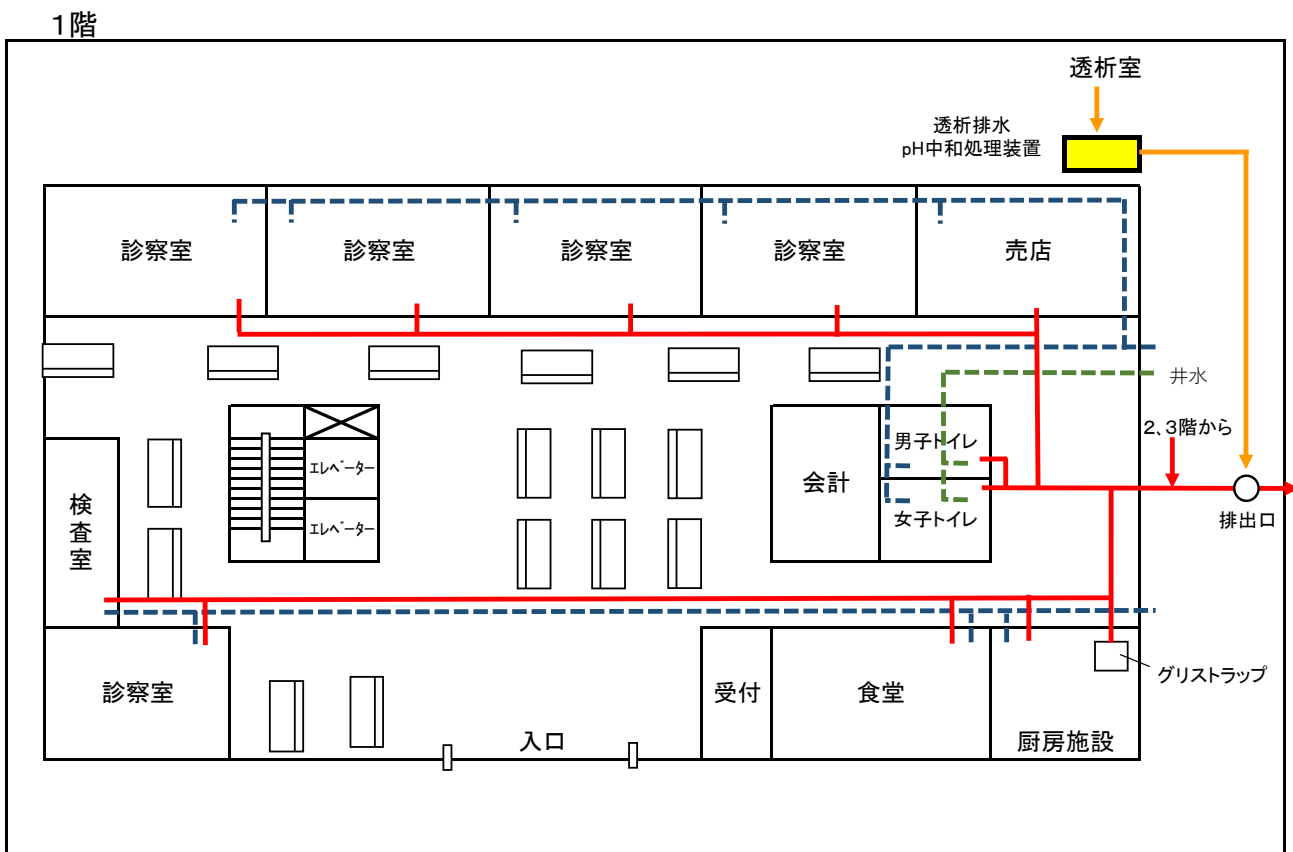 1階
透析室
透析排水
pH中和処理装置
診察室
診察室
診察室
診察室
売店
井水
2、3階から
男子トイレ
エレベーター
会計
検査室
女子トイレ
エレベーター
排出口
診察室
受付
食堂
グリストラップ
入口
厨房施設